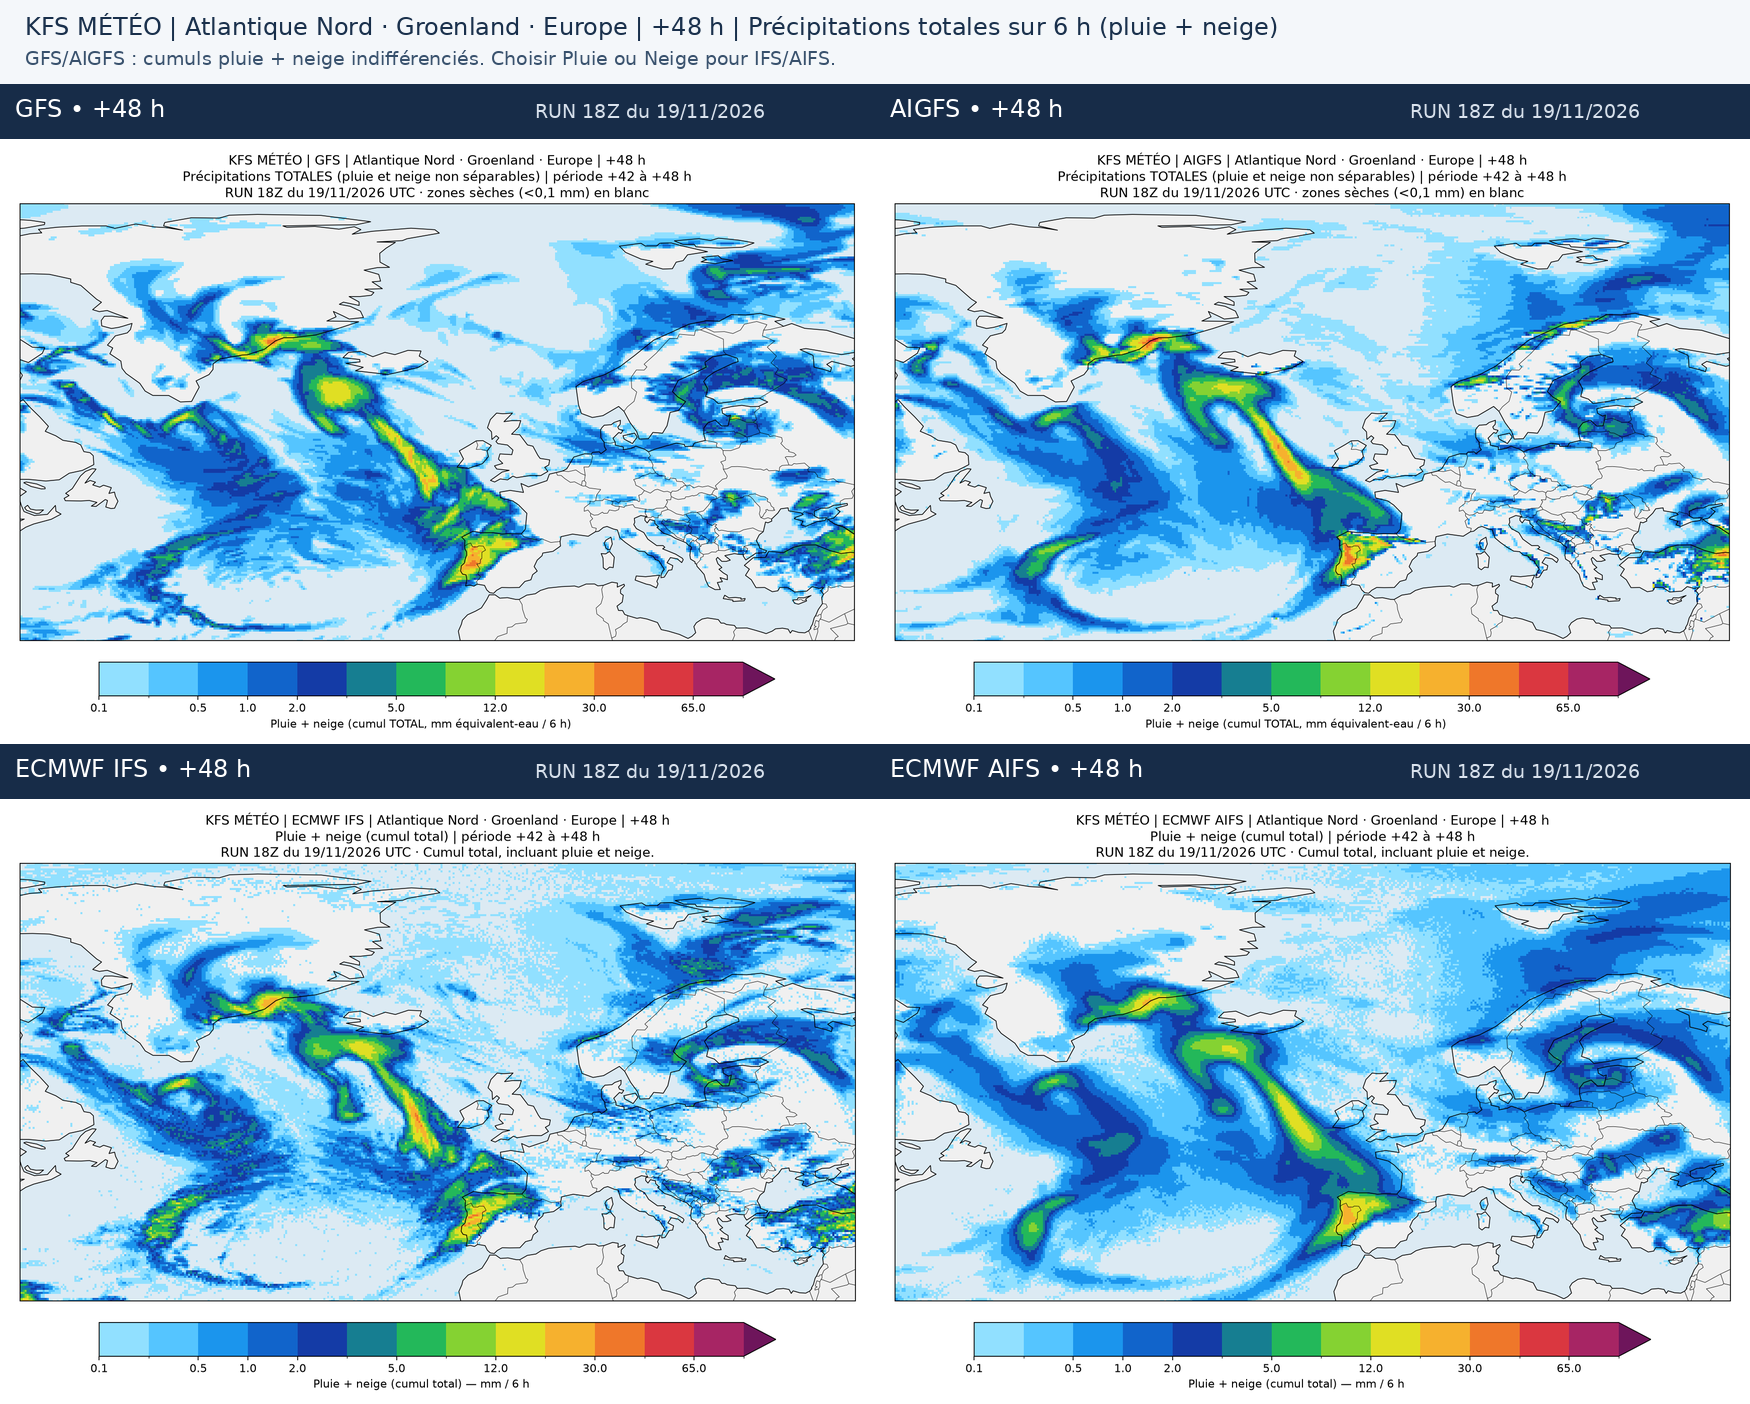 KFS MÉTÉO | Atlantique Nord · Groenland · Europe | +48 h | Précipitations totales sur 6 h (pluie + neige)
GFS/AIGFS : cumuls pluie + neige indifférenciés. Choisir Pluie ou Neige pour IFS/AIFS.
GFS • +48 h
RUN 18Z du 19/11/2026
KFS MÉTÉO | GFS | Atlantique Nord · Groenland · Europe | +48 h
Précipitations TOTALES (pluie et neige non séparables) | période +42 à +48 h
RUN 18Z du 19/11/2026 UTC · zones sèches (<0,1 mm) en blanc
0.1 0.5 1.0 2.0 5.0 12.0 30.0 65.0
Pluie + neige (cumul TOTAL, mm équivalent-eau / 6 h)
AIGFS • +48 h
RUN 18Z du 19/11/2026
KFS MÉTÉO | AIGFS | Atlantique Nord · Groenland · Europe | +48 h
Précipitations TOTALES (pluie et neige non séparables) | période +42 à +48 h
RUN 18Z du 19/11/2026 UTC · zones sèches (<0,1 mm) en blanc
0.1 0.5 1.0 2.0 5.0 12.0 30.0 65.0
Pluie + neige (cumul TOTAL, mm équivalent-eau / 6 h)
ECMWF IFS • +48 h
RUN 18Z du 19/11/2026
KFS MÉTÉO | ECMWF IFS | Atlantique Nord · Groenland · Europe | +48 h
Pluie + neige (cumul total) | période +42 à +48 h
RUN 18Z du 19/11/2026 UTC · Cumul total, incluant pluie et neige.
0.1 0.5 1.0 2.0 5.0 12.0 30.0 65.0
Pluie + neige (cumul total) — mm / 6 h
ECMWF AIFS • +48 h
RUN 18Z du 19/11/2026
KFS MÉTÉO | ECMWF AIFS | Atlantique Nord · Groenland · Europe | +48 h
Pluie + neige (cumul total) | période +42 à +48 h
RUN 18Z du 19/11/2026 UTC · Cumul total, incluant pluie et neige.
0.1 0.5 1.0 2.0 5.0 12.0 30.0 65.0
Pluie + neige (cumul total) — mm / 6 h